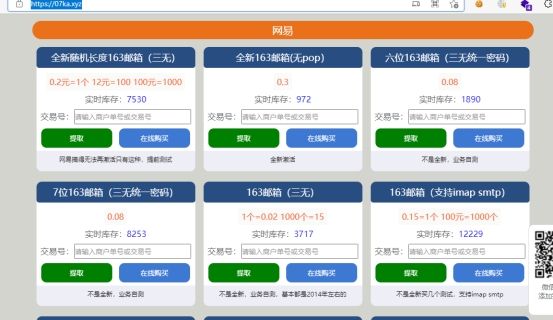 https://07ka.xyz
网易
全新随机长度163邮箱（三无）
0.2元=1个 12元=100 100元=1000
实时库存：7530
交易号：请输入商户单号或交易号
提取 在线购买
网易搞得无法再激活只有这种，提前测试
全新163邮箱(无pop)
0.3
实时库存：972
交易号：请输入商户单号或交易号
提取 在线购买
全新激活
六位163邮箱（三无统一密码）
0.08
实时库存：1890
交易号：请输入商户单号或交易号
提取 在线购买
不是全新，业务自测
7位163邮箱（三无统一密码）
0.08
实时库存：8253
交易号：请输入商户单号或交易号
提取 在线购买
不是全新，业务自测
163邮箱（三无）
1个=0.02 1000个=15
实时库存：3717
交易号：请输入商户单号或交易号
提取 在线购买
不是全新，业务自测，基本都是2014年左右的
163邮箱（支持imap smtp）
0.15=1个 100元=1000个
实时库存：12229
交易号：请输入商户单号或交易号
提取 在线购买
不是全新买几个测试，支持imap smtp
微信
添加